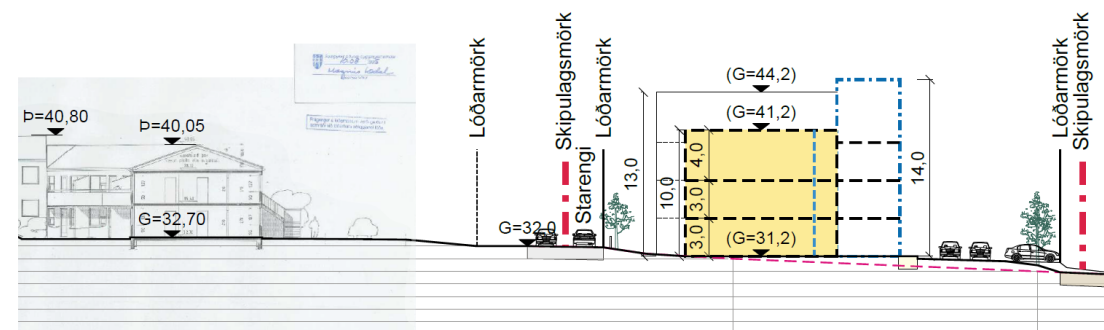 Þ=40,80
Þ=40,05
G=32,70
Lóðarmörk
G=32,0
Skipulagsmörk
Starengi
Lóðarmörk
13,0
10,0
4,0
3,0
3,0
(G=44,2)
(G=41,2)
(G=31,2)
14,0
Lóðarmörk
Skipulagsmörk